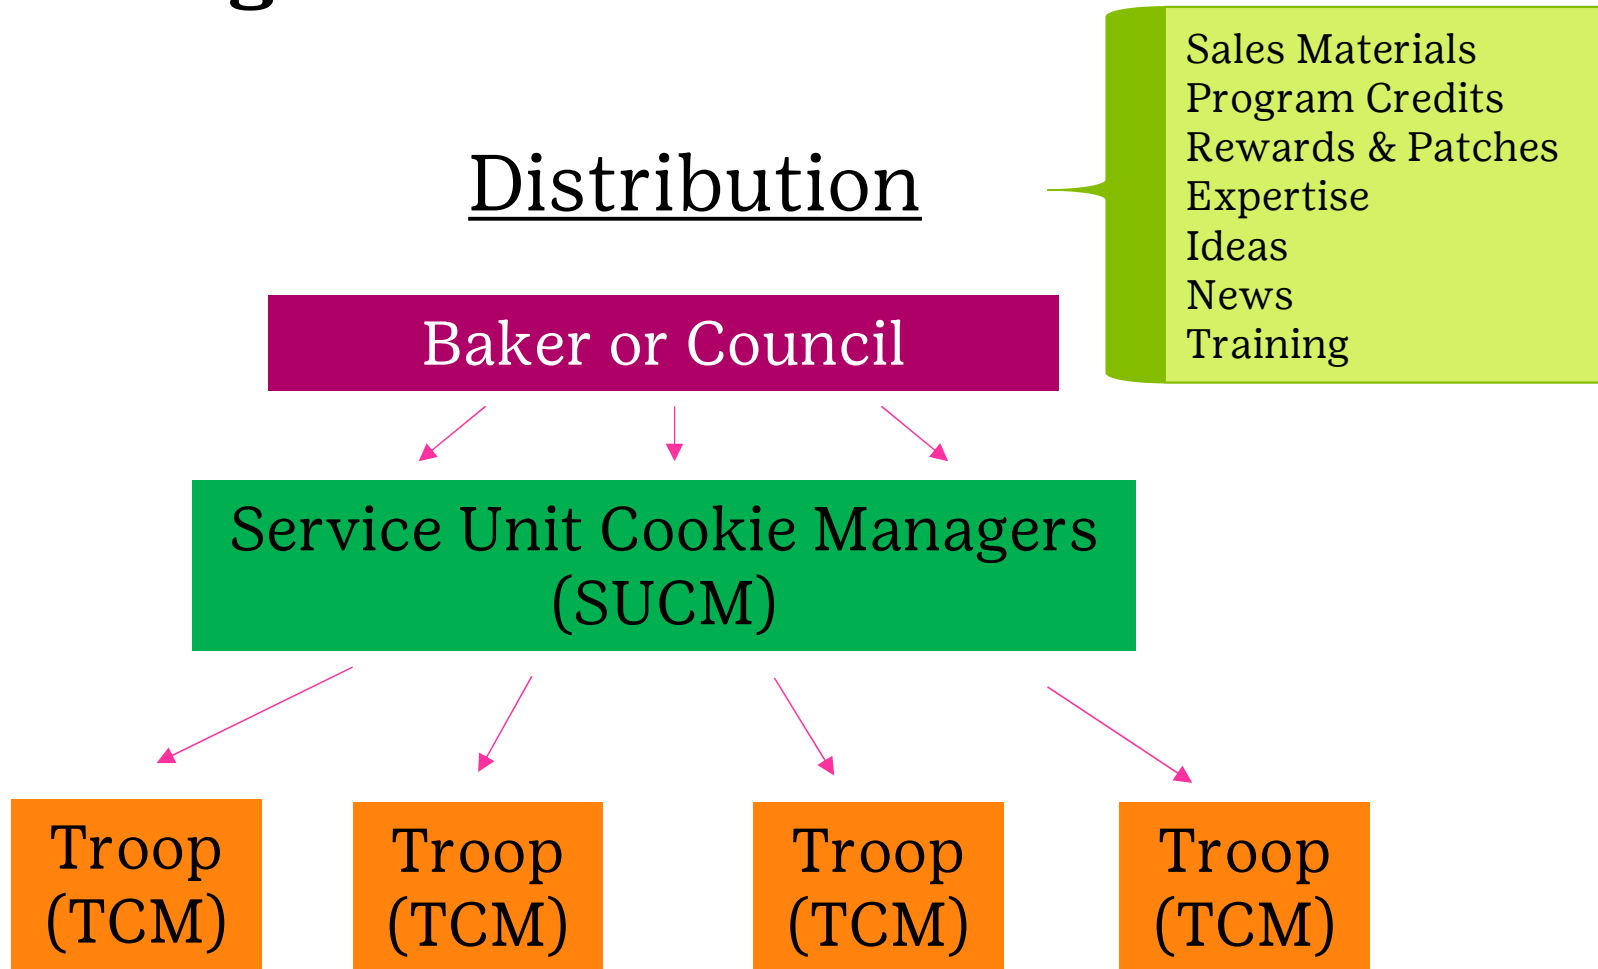 Distribution
Sales Materials
Program Credits
Rewards & Patches
Expertise
Ideas
News
Training
Baker or Council
Service Unit Cookie Managers
(SUCM)
Troop
(TCM)
Troop
(TCM)
Troop
(TCM)
Troop
(TCM)